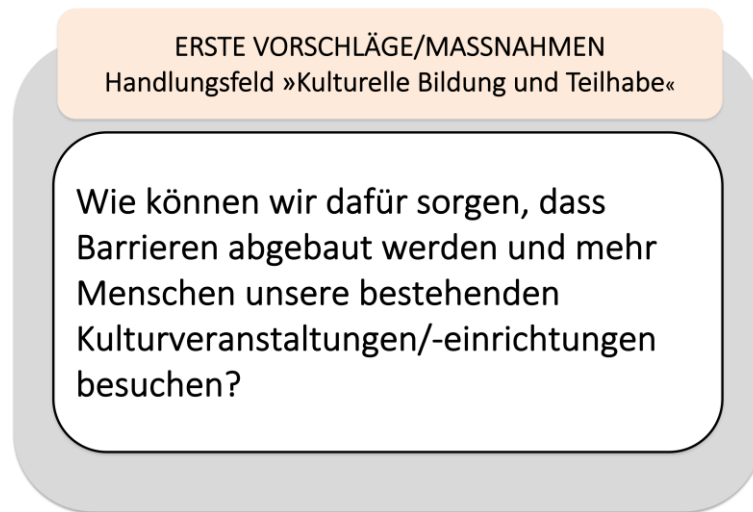 ERSTE VORSCHLÄGE/MASSNAHMEN
Handlungsfeld »Kulturelle Bildung und Teilhabe«
Wie können wir dafür sorgen, dass
Barrieren abgebaut werden und mehr
Menschen unsere bestehenden
Kulturveranstaltungen/-einrichtungen
besuchen?